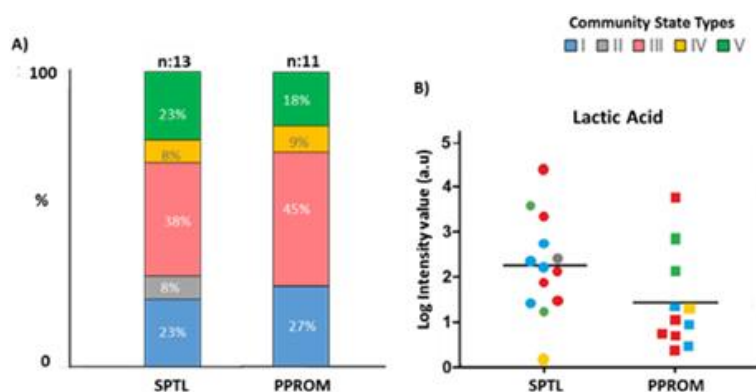 Community State Types
I II III IV V
A)
n:13 n:11
100
%
0
23%
8%
38%
8%
23%
18%
9%
45%
27%
SPTL PPROM
B)
Lactic Acid
Log Intensity value (a.u)
5
4
3
2
1
0
SPTL PPROM